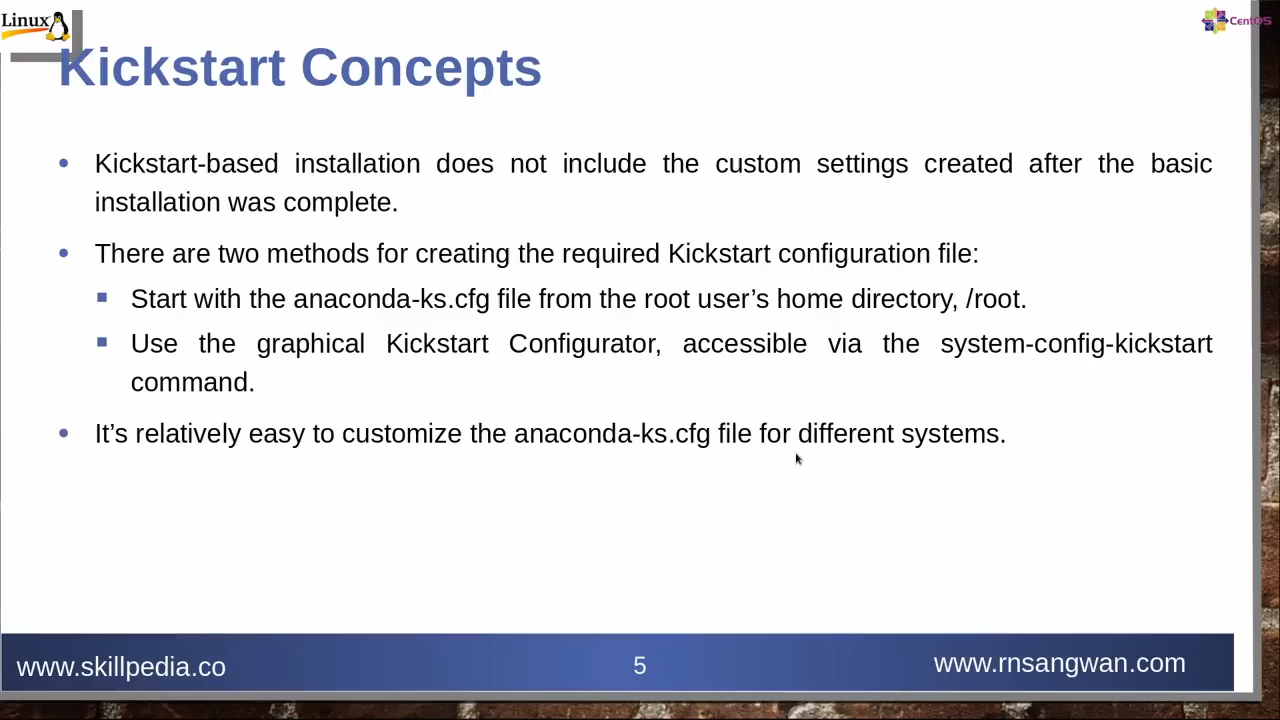 Linux
CentOS
Kickstart Concepts
• Kickstart-based installation does not include the custom settings created after the basic
installation was complete.
• There are two methods for creating the required Kickstart configuration file:
▪ Start with the anaconda-ks.cfg file from the root user’s home directory, /root.
▪ Use the graphical Kickstart Configurator, accessible via the system-config-kickstart
command.
• It’s relatively easy to customize the anaconda-ks.cfg file for different systems.
www.skillpedia.co
5
www.rnsangwan.com